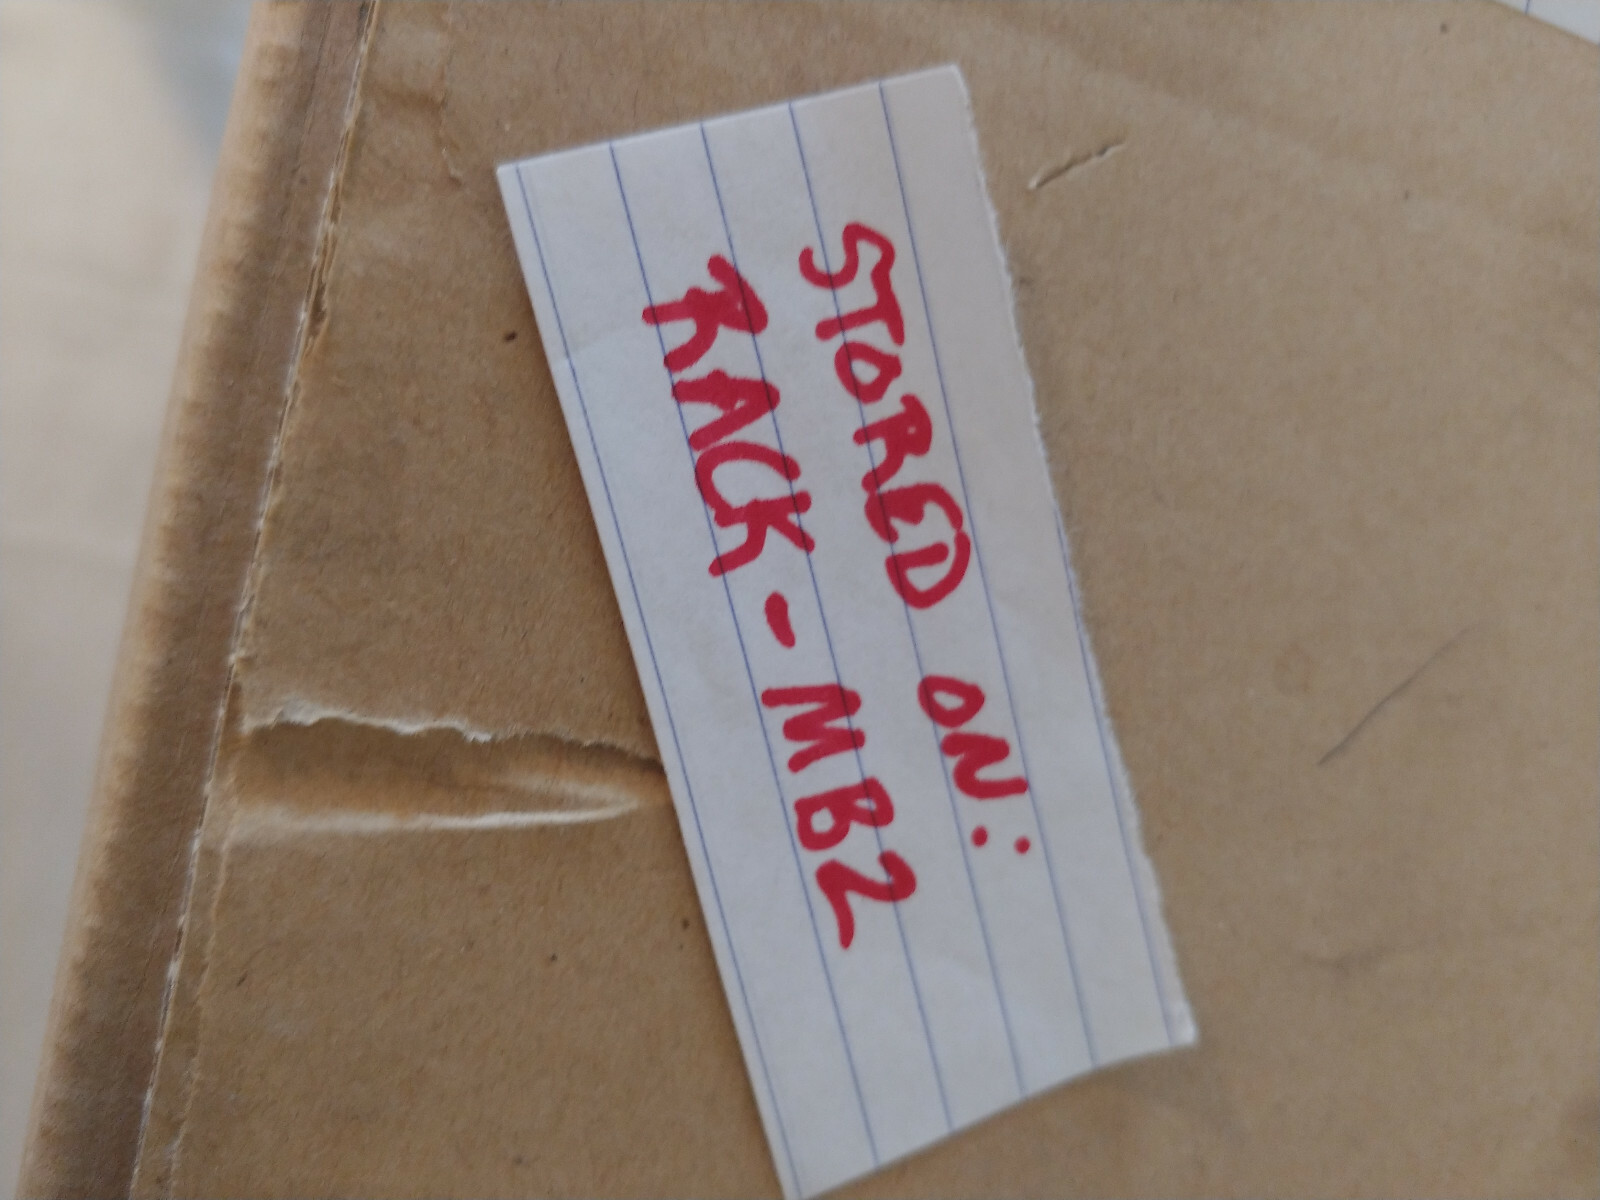 STORED ON:
RACK - MB2